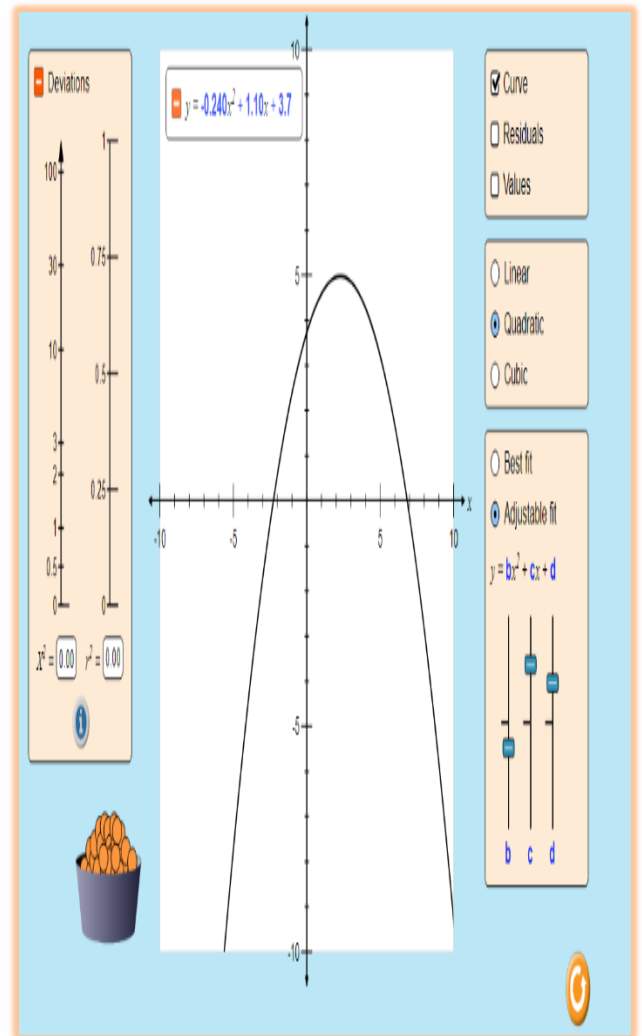 Deviations
100
30
10
3
2
1
0.5
0
1
0.75
0.5
0.25
0
X² = 0.00 r² = 0.00
i
y = -0.240x² + 1.10x + 3.7
10
5
-5
-10
-10
-5
5
10
x
Curve
Residuals
Values
Linear
Quadratic
Cubic
Best fit
Adjustable fit
y = bx² + cx + d
b c d